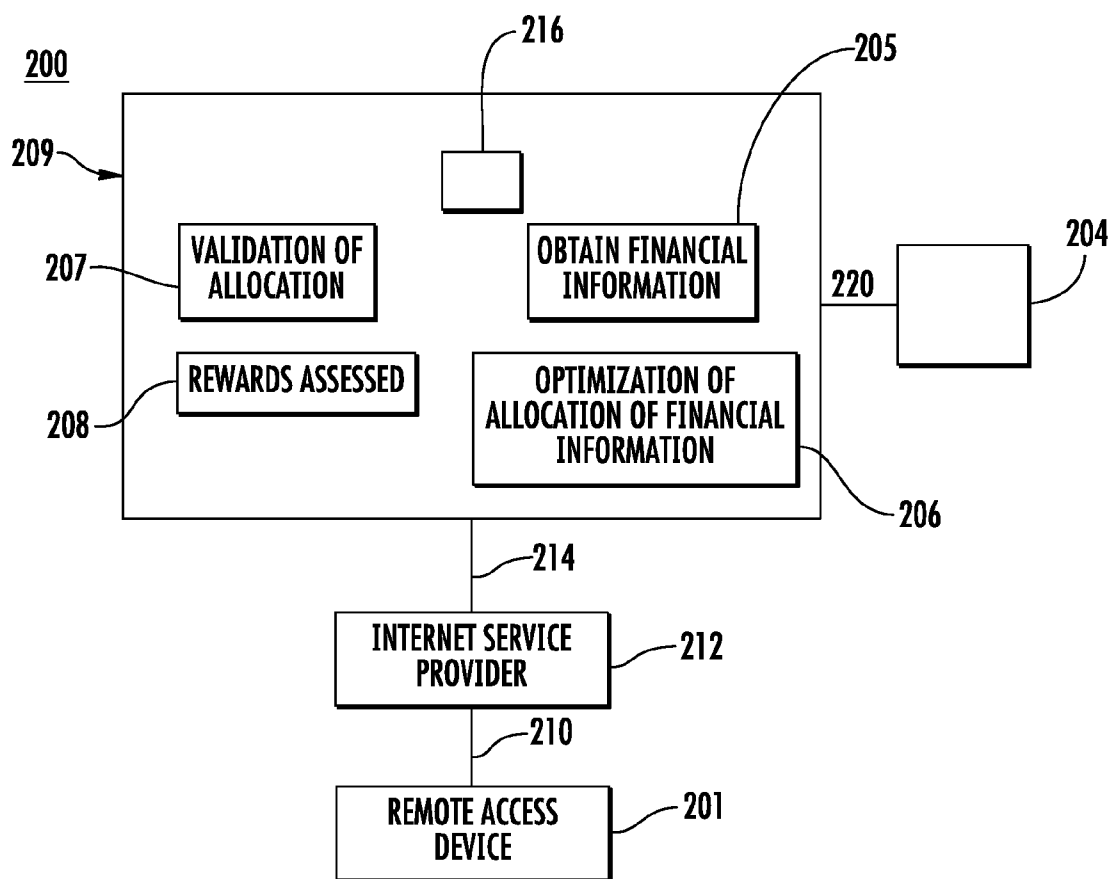 216
205
200
209
VALIDATION OF
ALLOCATION
207
OBTAIN FINANCIAL
INFORMATION
220
204
REWARDS ASSESSED
208
OPTIMIZATION OF
ALLOCATION OF FINANCIAL
INFORMATION
206
214
INTERNET SERVICE
PROVIDER
212
210
REMOTE ACCESS
DEVICE
201